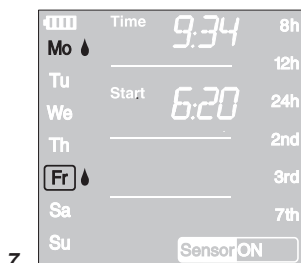 Time 9:34 8h
Mo
12h
Tu
Start 6:20 24h
We
Th 2nd
Fr 3rd
Sa 7th
Su Sensor ON
7